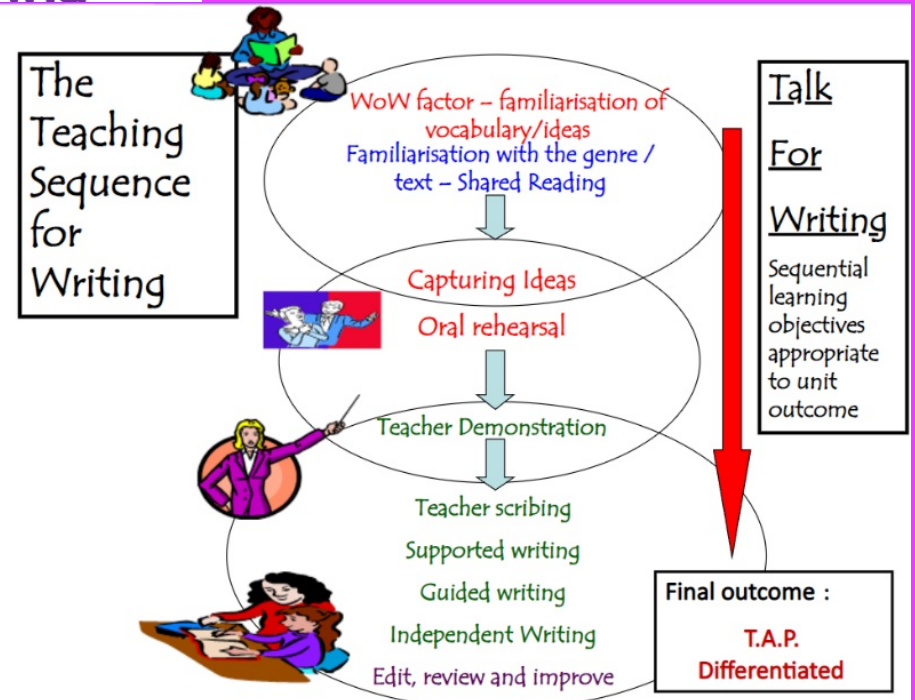 The
Teaching
Sequence
for
Writing
WoW factor – familiarisation of
vocabulary/ideas
Familiarisation with the genre /
text – Shared Reading
Capturing Ideas
Oral rehearsal
Teacher Demonstration
Teacher scribing
Supported writing
Guided writing
Independent Writing
Edit, review and improve
Talk
For
Writing
Sequential
learning
objectives
appropriate
to unit
outcome
Final outcome :
T.A.P.
Differentiated